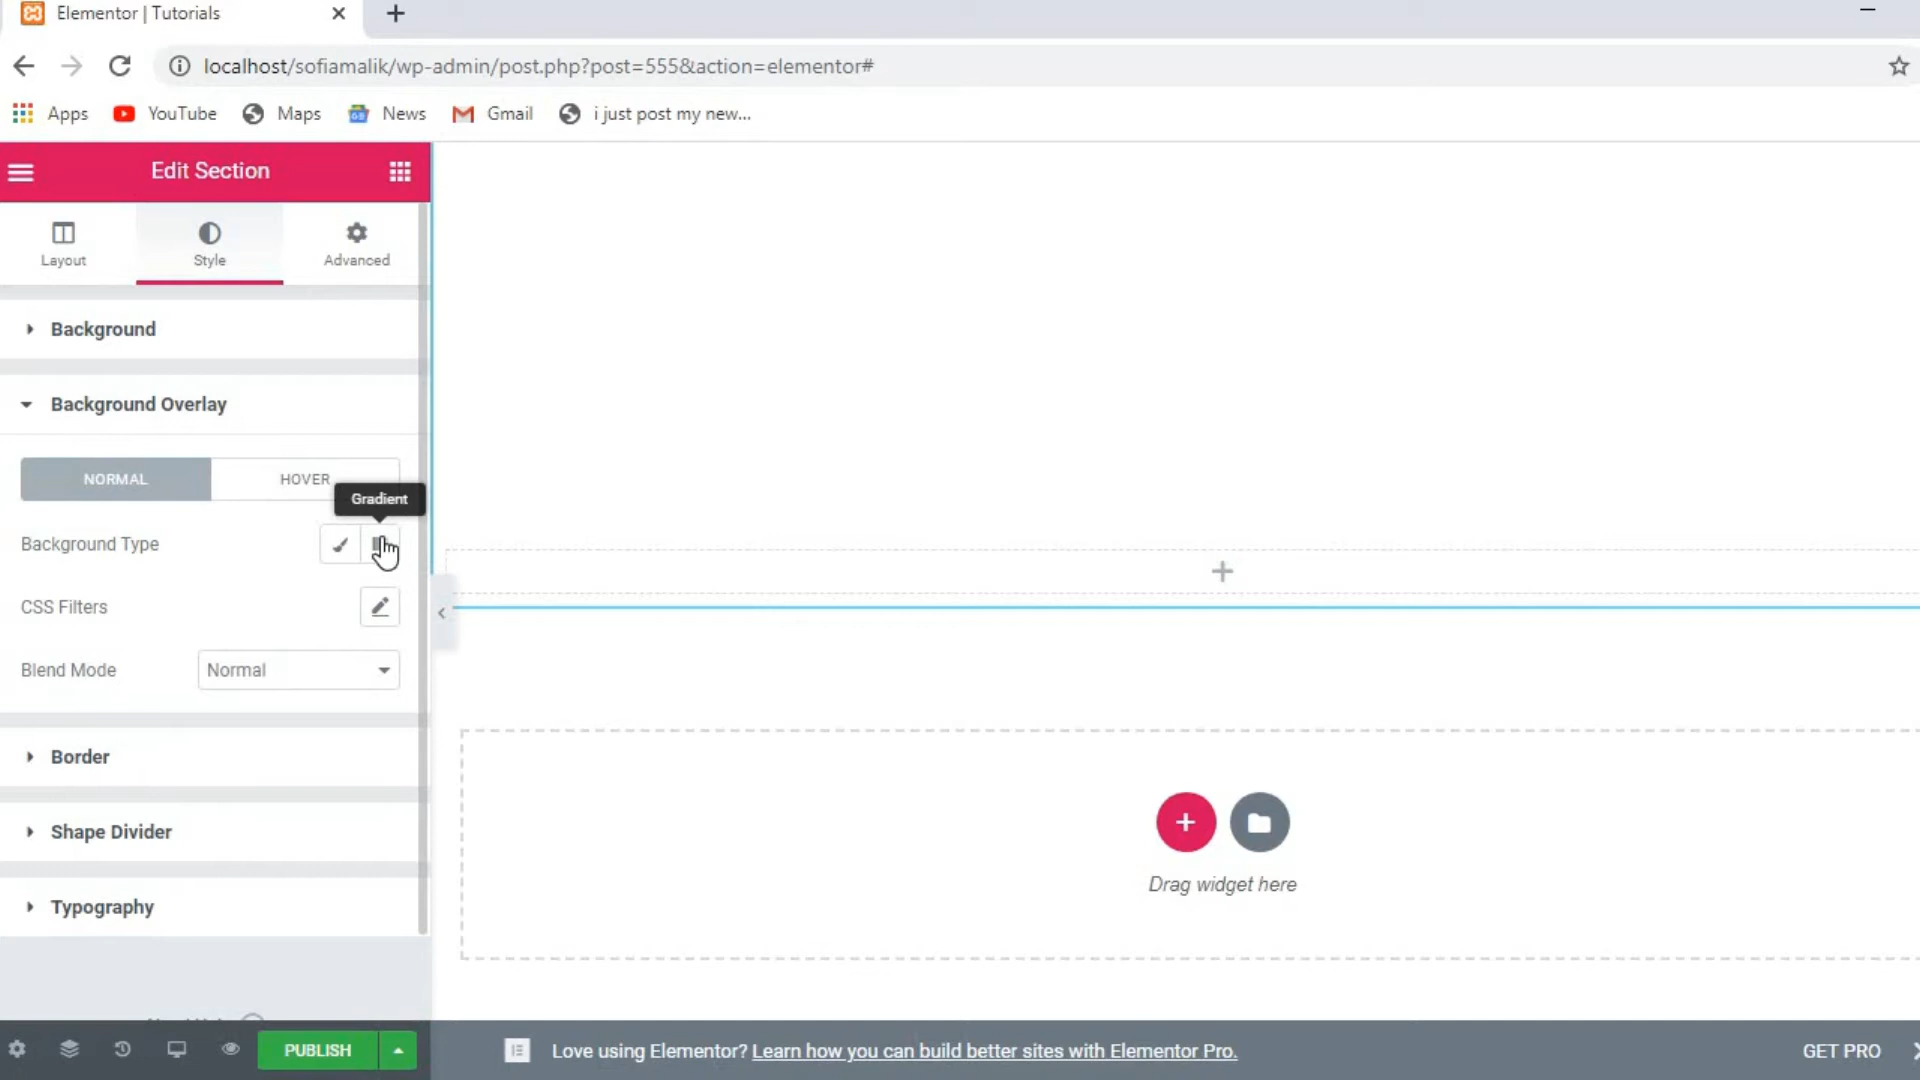 Elementor | Tutorials
localhost/sofiamalik/wp-admin/post.php?post=555&action=elementor#
Apps YouTube Maps News Gmail i just post my new...
Edit Section
Layout Style Advanced
Background
Background Overlay
NORMAL HOVER
Gradient
Background Type
CSS Filters
Blend Mode Normal
Border
Shape Divider
Typography
Drag widget here
PUBLISH
Love using Elementor? Learn how you can build better sites with Elementor Pro.
GET PRO